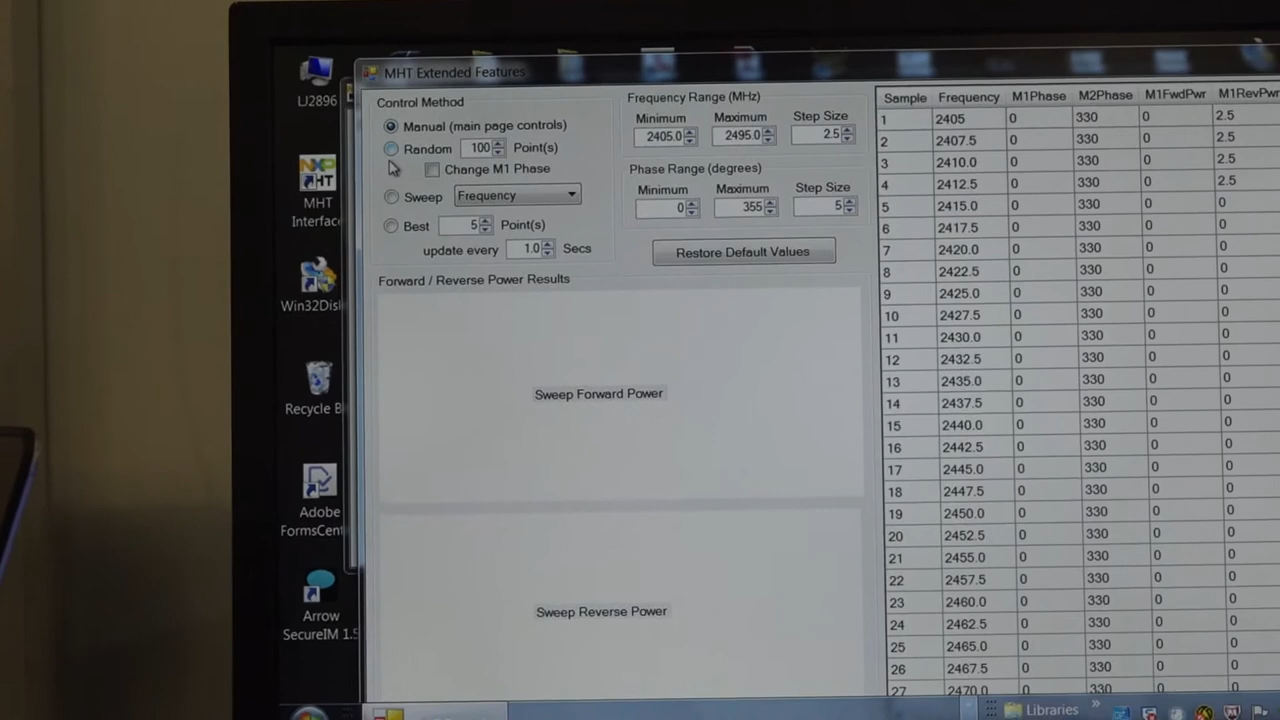 LJ2896
NXP
MHT
MHT
Interface
Win32Disk
Recycle B
Adobe
FormsCent
Arrow
SecureIM 1.5
MHT Extended Features
Control Method
Manual (main page controls)
Random 100 Point(s)
Change M1 Phase
Sweep Frequency
Best 5 Point(s)
update every 1.0 Secs
Frequency Range (MHz)
Minimum Maximum Step Size
2405.0 2495.0 2.5
Phase Range (degrees)
Minimum Maximum Step Size
0 355 5
Restore Default Values
Forward / Reverse Power Results
Sweep Forward Power
Sweep Reverse Power
Sample Frequency M1Phase M2Phase M1FwdPwr M1RevPwr
1 2405 0 330 0 2.5
2 2407.5 0 330 0 2.5
3 2410.0 0 330 0 2.5
4 2412.5 0 330 0 2.5
5 2415.0 0 330 0 0
6 2417.5 0 330 0 0
7 2420.0 0 330 0 0
8 2422.5 0 330 0 0
9 2425.0 0 330 0 0
10 2427.5 0 330 0 0
11 2430.0 0 330 0 0
12 2432.5 0 330 0 0
13 2435.0 0 330 0 0
14 2437.5 0 330 0 0
15 2440.0 0 330 0 0
16 2442.5 0 330 0 0
17 2445.0 0 330 0 0
18 2447.5 0 330 0 0
19 2450.0 0 330 0 0
20 2452.5 0 330 0 0
21 2455.0 0 330 0 0
22 2457.5 0 330 0 0
23 2460.0 0 330 0 0
24 2462.5 0 330 0 0
25 2465.0 0 330 0 0
26 2467.5 0 330 0 0
27 2470.0 0 330 0 0
Libraries